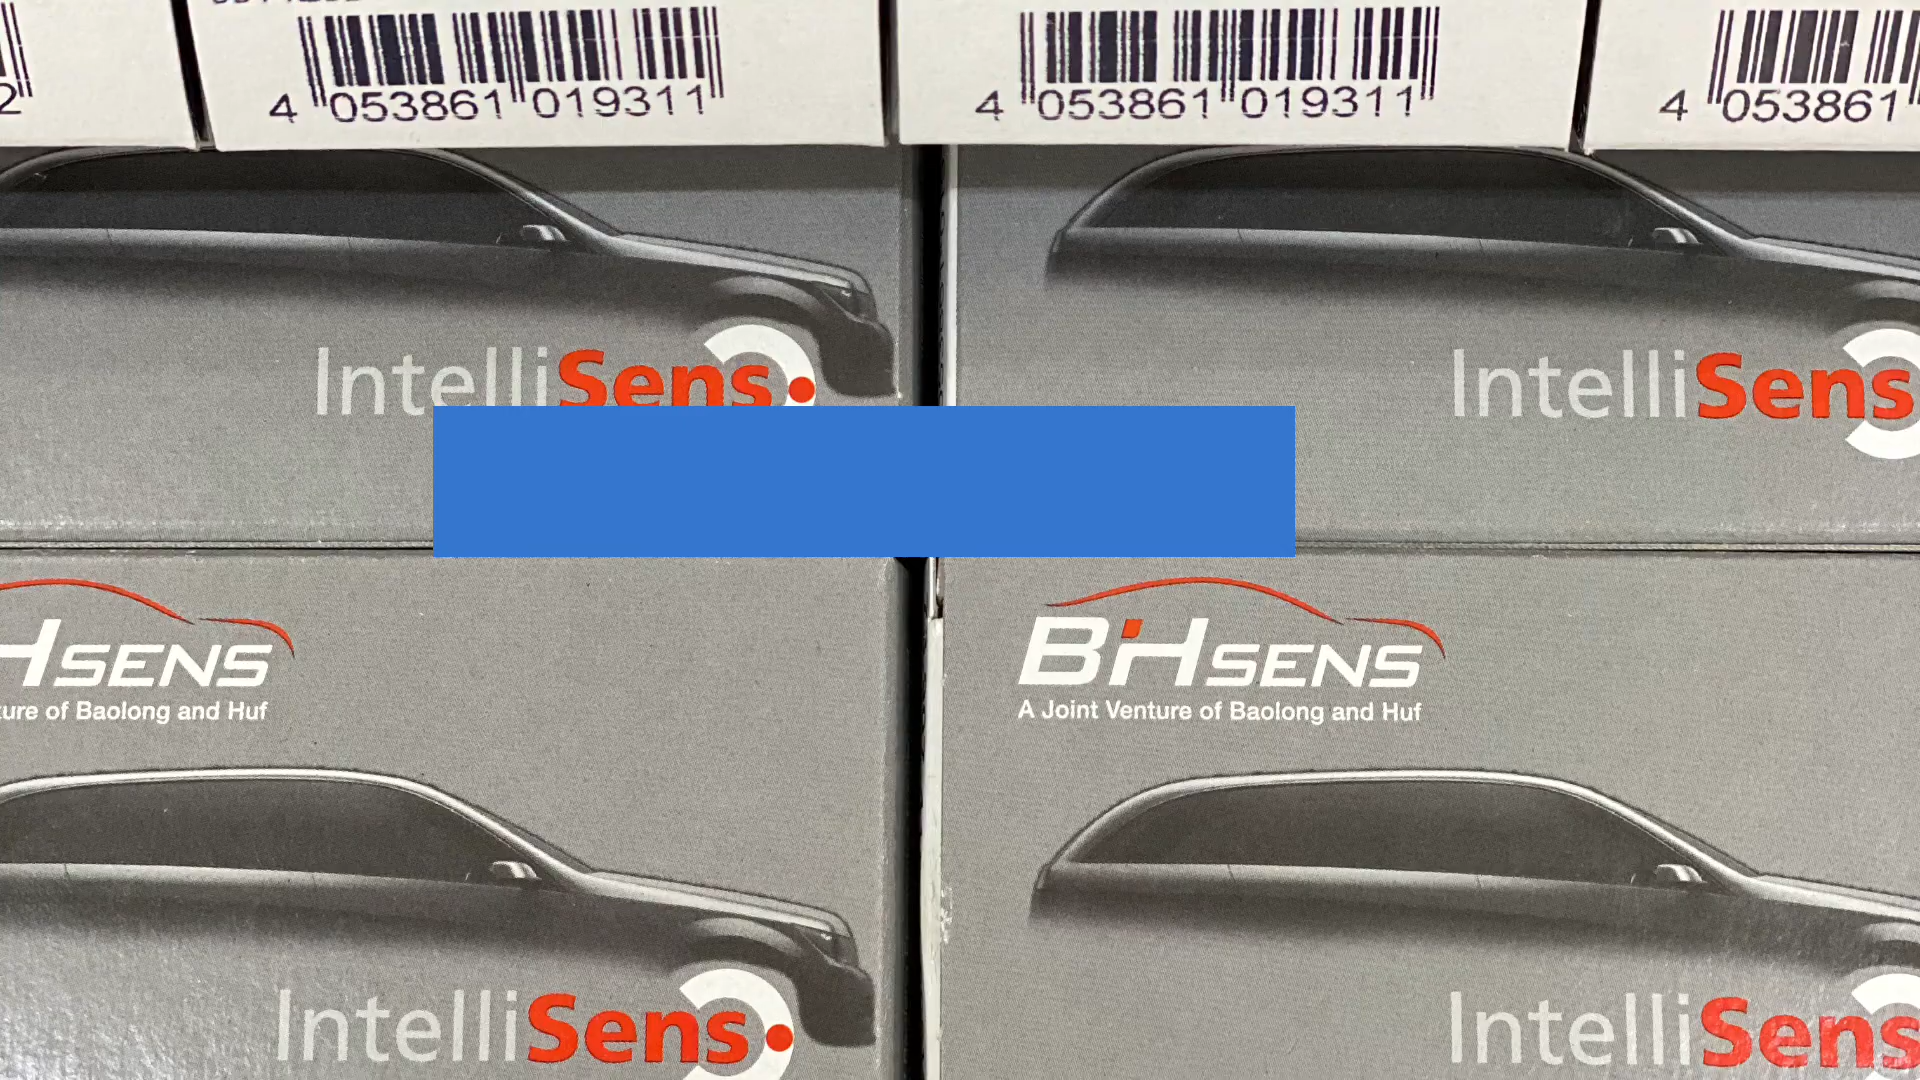 2
4 053861 019311
4 053861 019311
4 053861
IntelliSens
IntelliSens
HSENS
of Baolong and Huf
BHSENS
A Joint Venture of Baolong and Huf
IntelliSens
IntelliSens